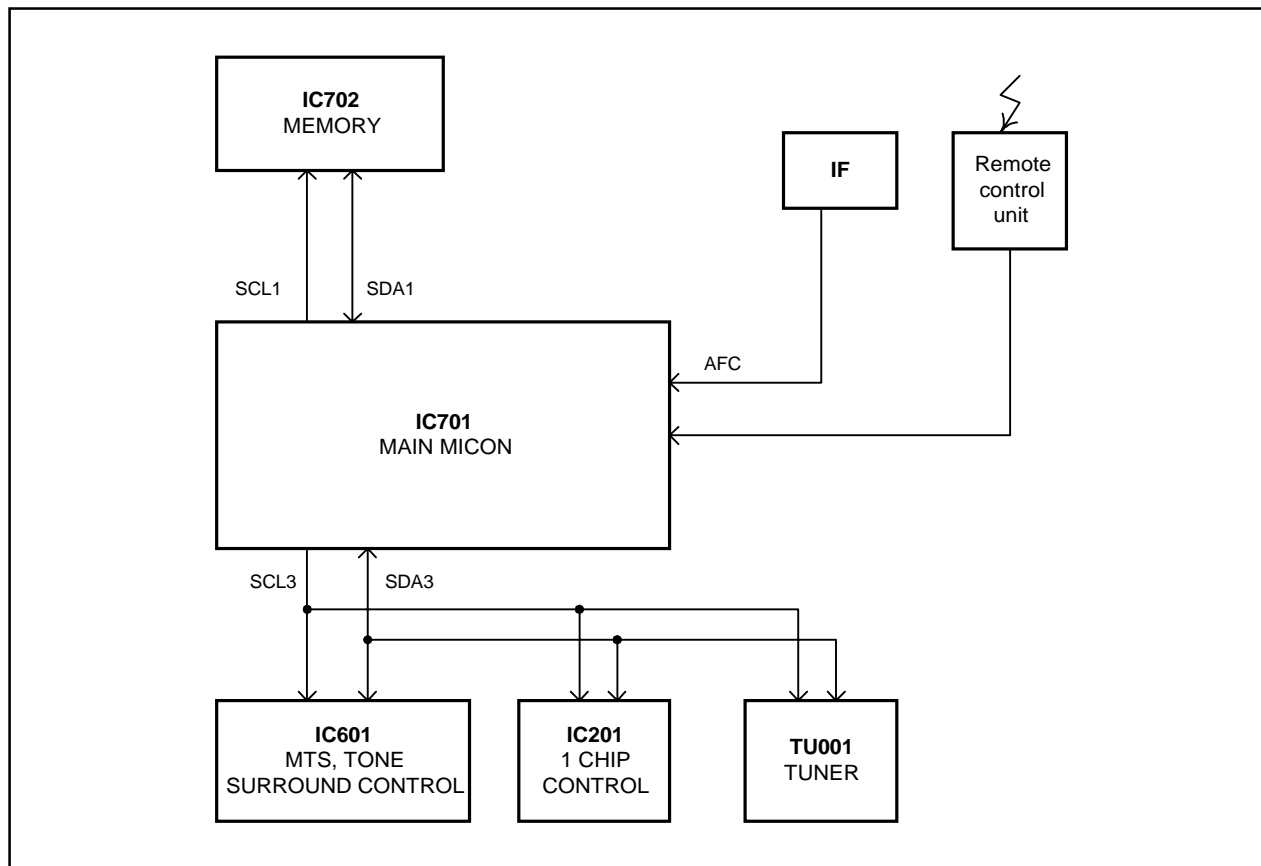 IC702
MEMORY
IF
Remote
control
unit
SCL1
SDA1
AFC
IC701
MAIN MICON
SCL3
SDA3
IC601
MTS, TONE
SURROUND CONTROL
IC201
1 CHIP
CONTROL
TU001
TUNER